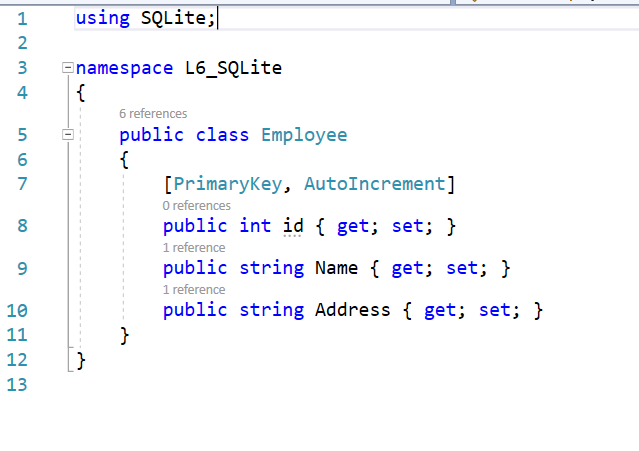 1 using SQLite;
2
3 namespace L6_SQLite
4 {
6 references
5 public class Employee
6 {
7 [PrimaryKey, AutoIncrement]
0 references
8 public int id { get; set; }
1 reference
9 public string Name { get; set; }
1 reference
10 public string Address { get; set; }
11 }
12 }
13